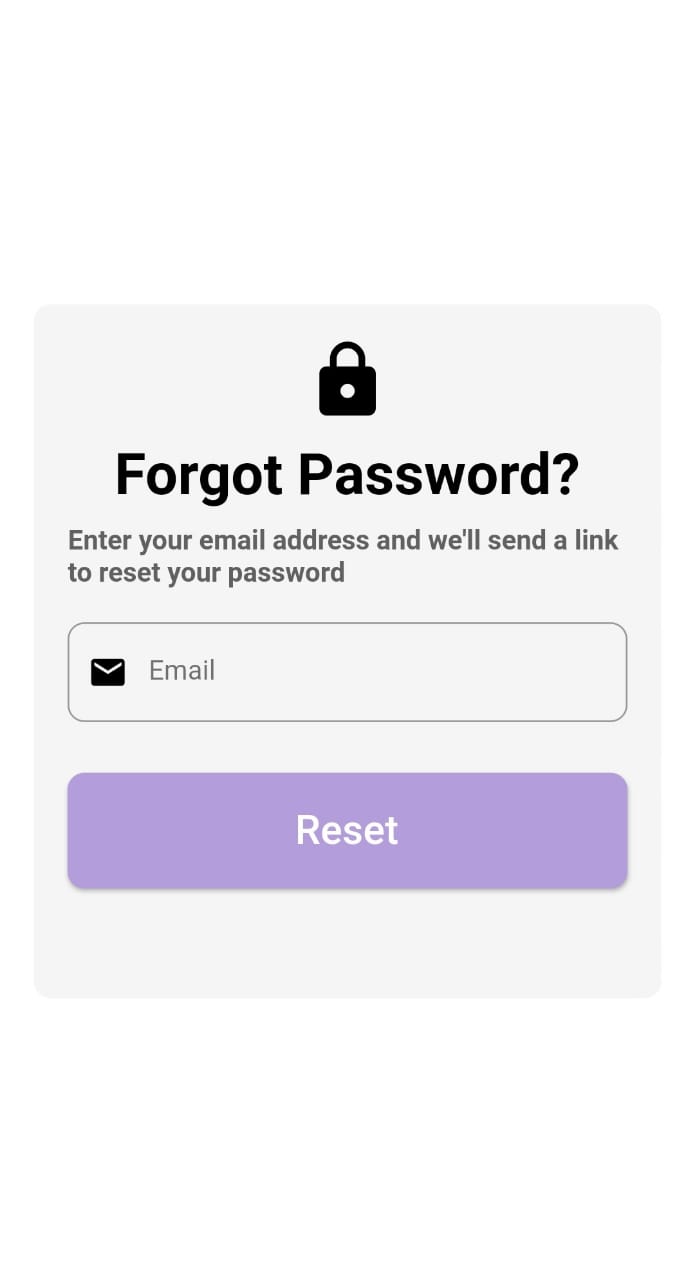 Forgot Password?
Enter your email address and we'll send a link
to reset your password
Email
Reset